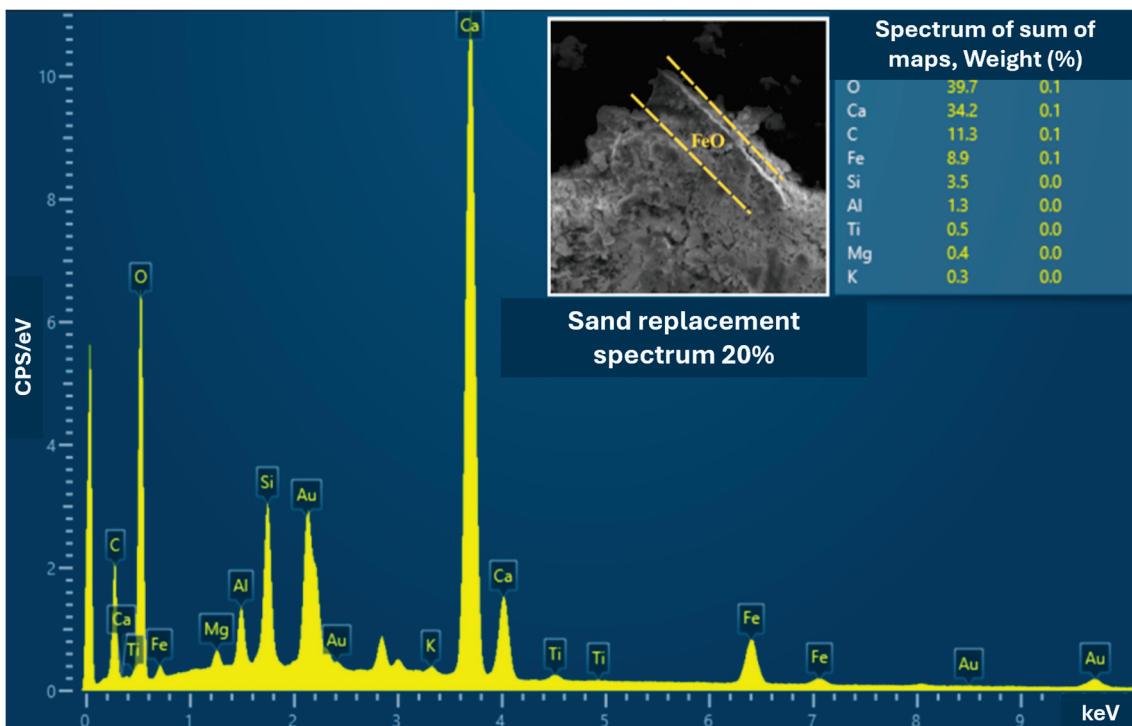 Spectrum of sum of
maps, Weight (%)
O 39.7 0.1
Ca 34.2 0.1
C 11.3 0.1
Fe 8.9 0.1
Si 3.5 0.0
Al 1.3 0.0
Ti 0.5 0.0
Mg 0.4 0.0
K 0.3 0.0
FeO
Sand replacement
spectrum 20%
CPS/eV
10
8
6
4
2
0
Ca
O
Si
Au
C
Ca
Al
Ca
Ti
Fe
Mg
Au
K
Ti
Ti
Fe
Fe
Au
Au
0 1 2 3 4 5 6 7 8 9
keV